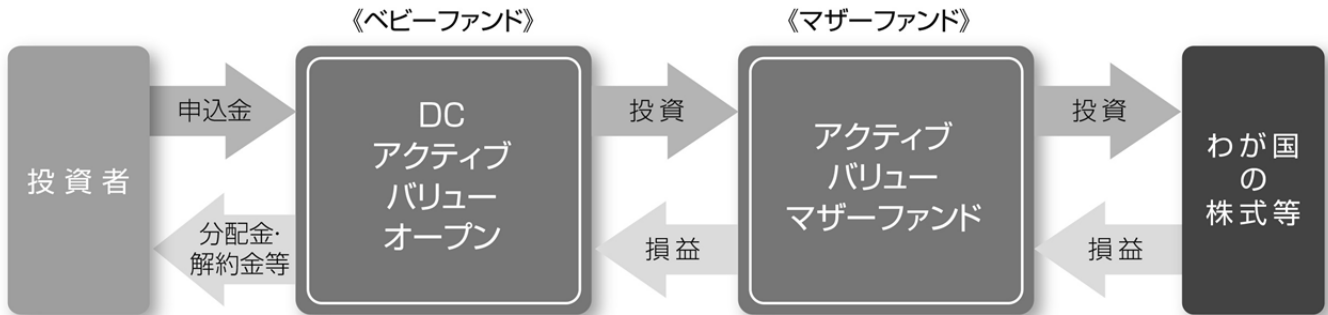 《ベビーファンド》
《マザーファンド》
投資者
申込金
分配金・
解約金等
DC
アクティブ
バリュー
オープン
投資
損益
アクティブ
バリュー
マザーファンド
投資
損益
わが国
の
株式等